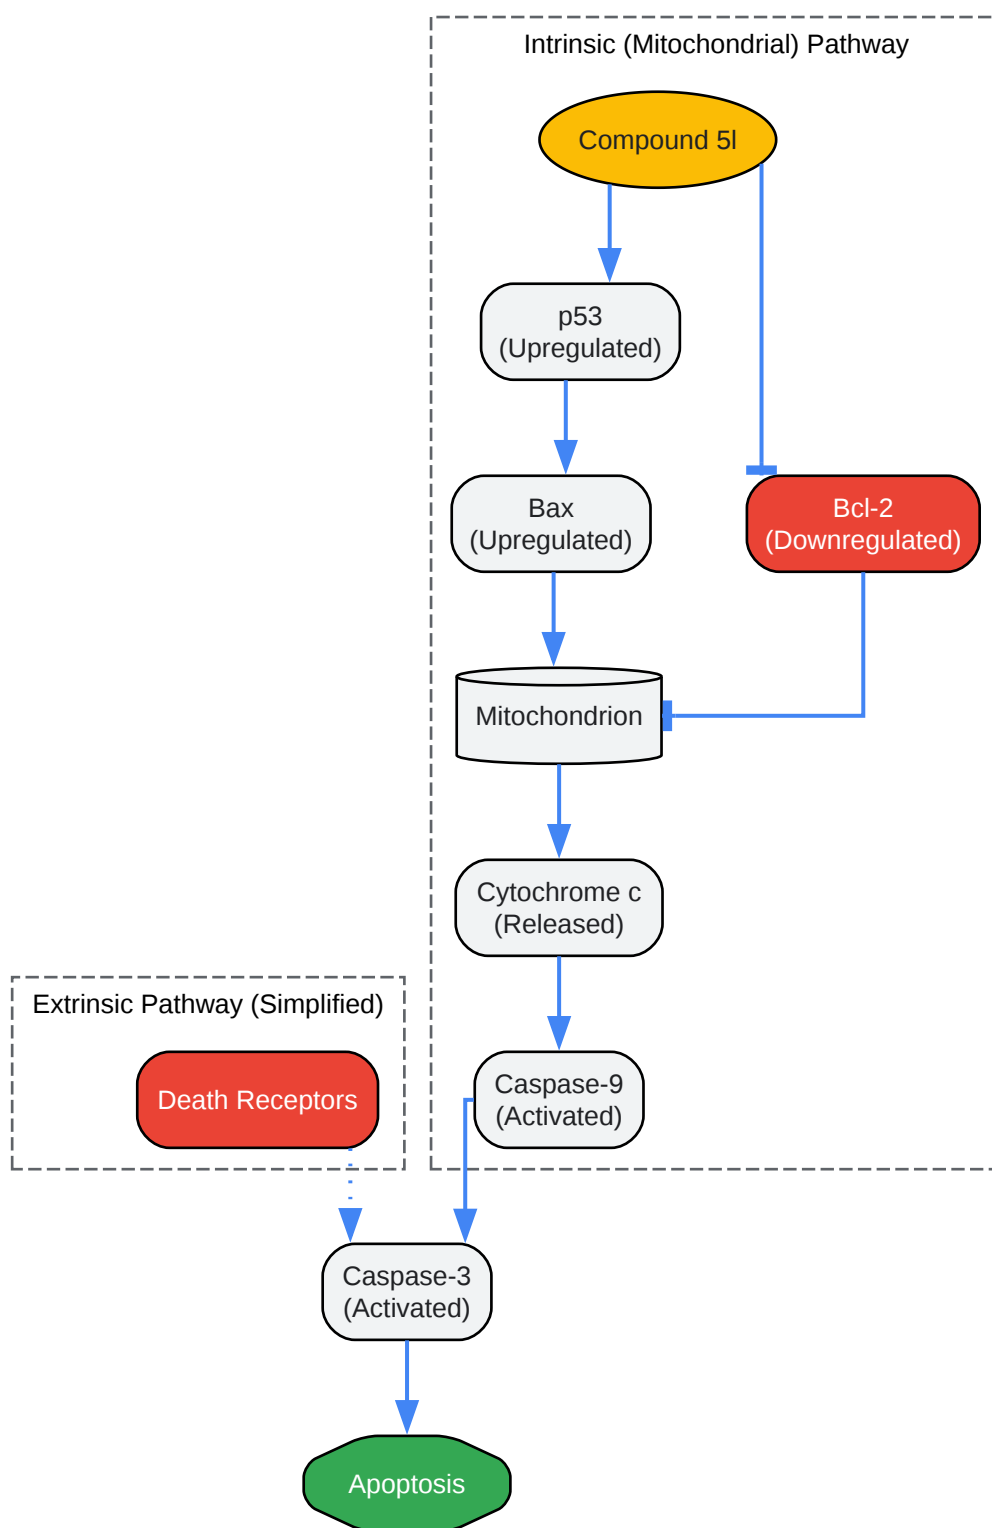 Intrinsic (Mitochondrial) Pathway
Compound 5l
p53
(Upregulated)
Bax
(Upregulated)
Bcl-2
(Downregulated)
Mitochondrion
Cytochrome c
(Released)
Extrinsic Pathway (Simplified)
Death Receptors
Caspase-9
(Activated)
Caspase-3
(Activated)
Apoptosis